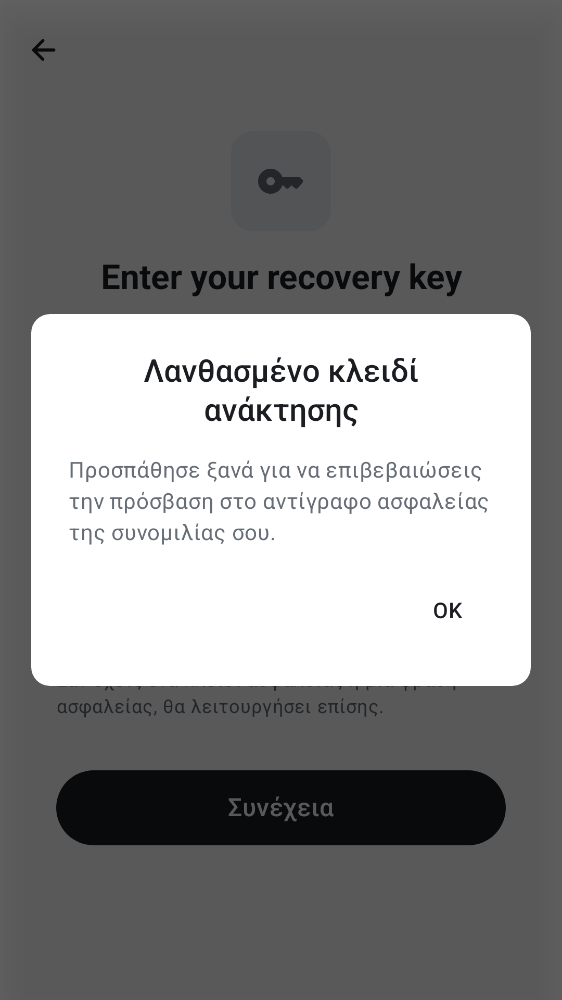 Enter your recovery key
Λανθασμένο κλειδί
ανάκτησης
Προσπάθησε ξανά για να επιβεβαιώσεις
την πρόσβαση στο αντίγραφο ασφαλείας
της συνομιλίας σου.
OK
ασφαλείας, θα λειτουργήσει επίσης.
Συνέχεια